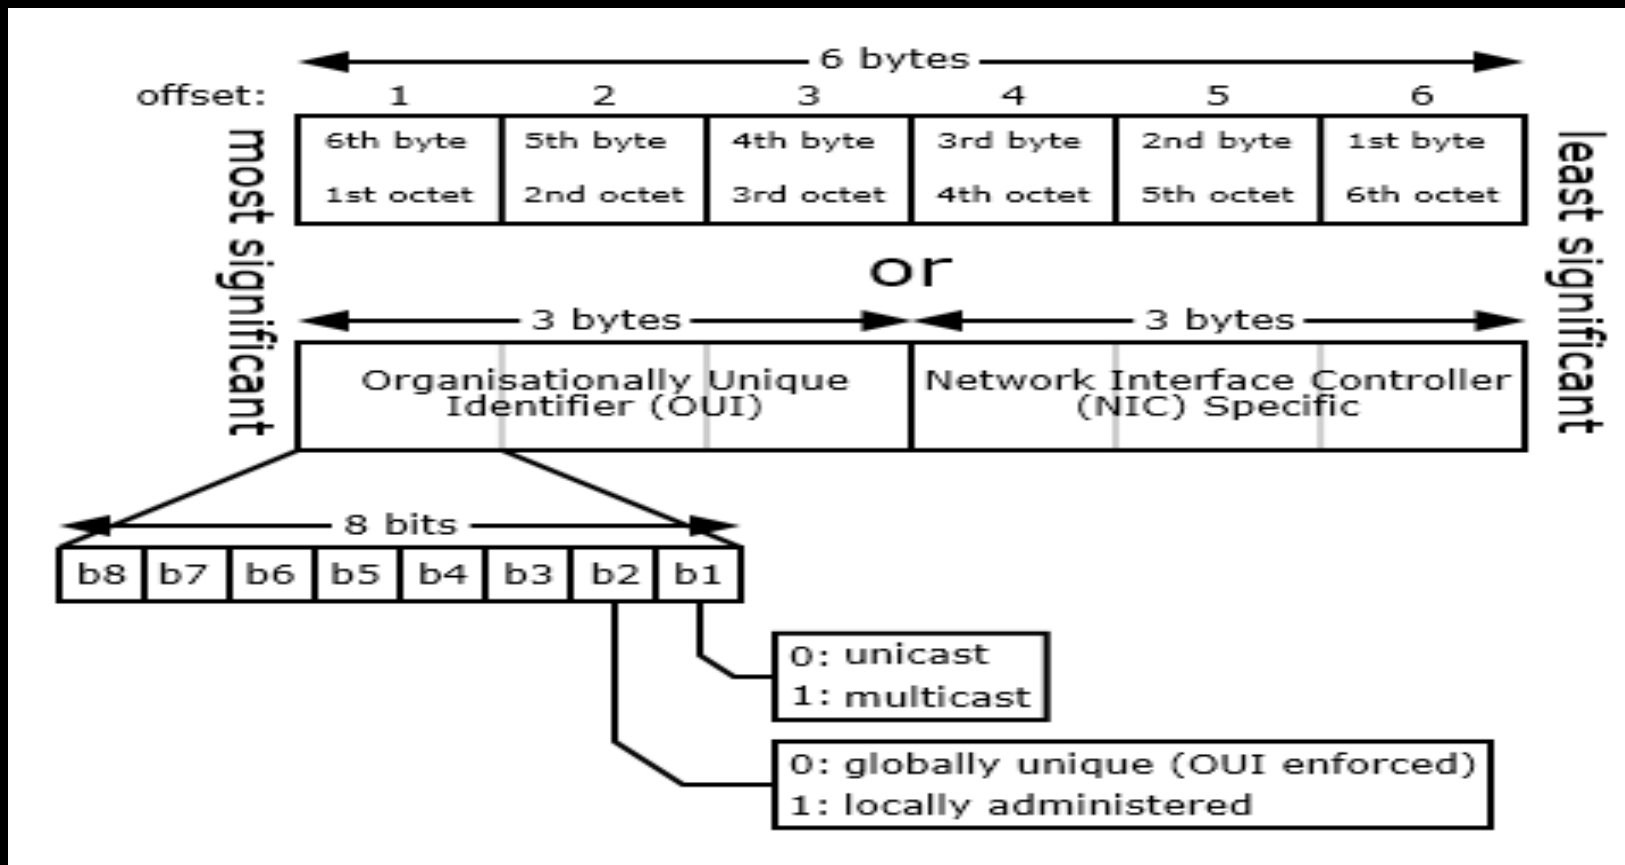 6 bytes
offset: 1 2 3 4 5 6
most significant
6th byte 5th byte 4th byte 3rd byte 2nd byte 1st byte
1st octet 2nd octet 3rd octet 4th octet 5th octet 6th octet
least significant
or
3 bytes 3 bytes
Organisationally Unique
Identifier (OUI)
Network Interface Controller
(NIC) Specific
8 bits
b8 b7 b6 b5 b4 b3 b2 b1
0: unicast
1: multicast
0: globally unique (OUI enforced)
1: locally administered